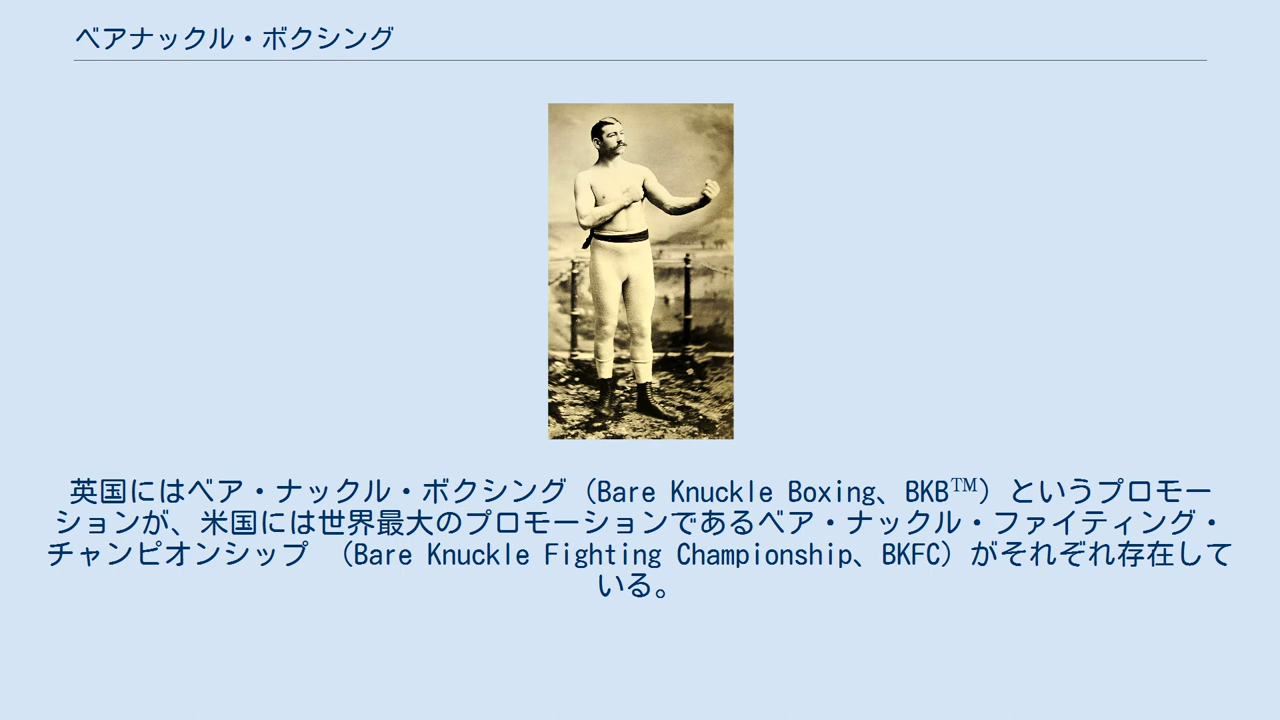 ベアナックル・ボクシング
英国にはベア・ナックル・ボクシング（Bare Knuckle Boxing、BKB™）というプロモー
ションが、米国には世界最大のプロモーションであるベア・ナックル・ファイティング・
チャンピオンシップ （Bare Knuckle Fighting Championship、BKFC）がそれぞれ存在して
いる。